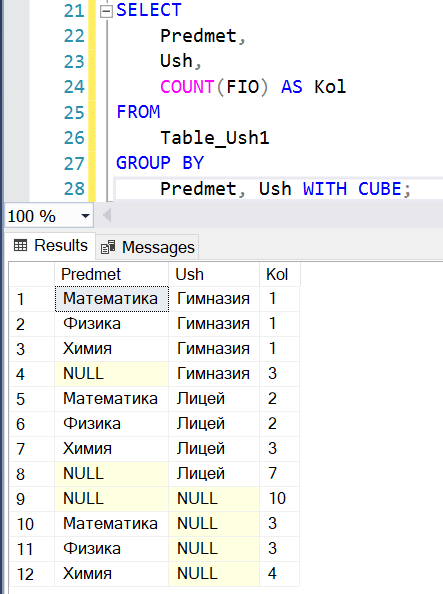 21 SELECT
22 Predmet,
23 Ush,
24 COUNT(FIO) AS Kol
25 FROM
26 Table_Ush1
27 GROUP BY
28 Predmet, Ush WITH CUBE;
100 %
Results Messages
Predmet Ush Kol
1 Математика Гимназия 1
2 Физика Гимназия 1
3 Химия Гимназия 1
4 NULL Гимназия 3
5 Математика Лицей 2
6 Физика Лицей 2
7 Химия Лицей 3
8 NULL Лицей 7
9 NULL NULL 10
10 Математика NULL 3
11 Физика NULL 3
12 Химия NULL 4